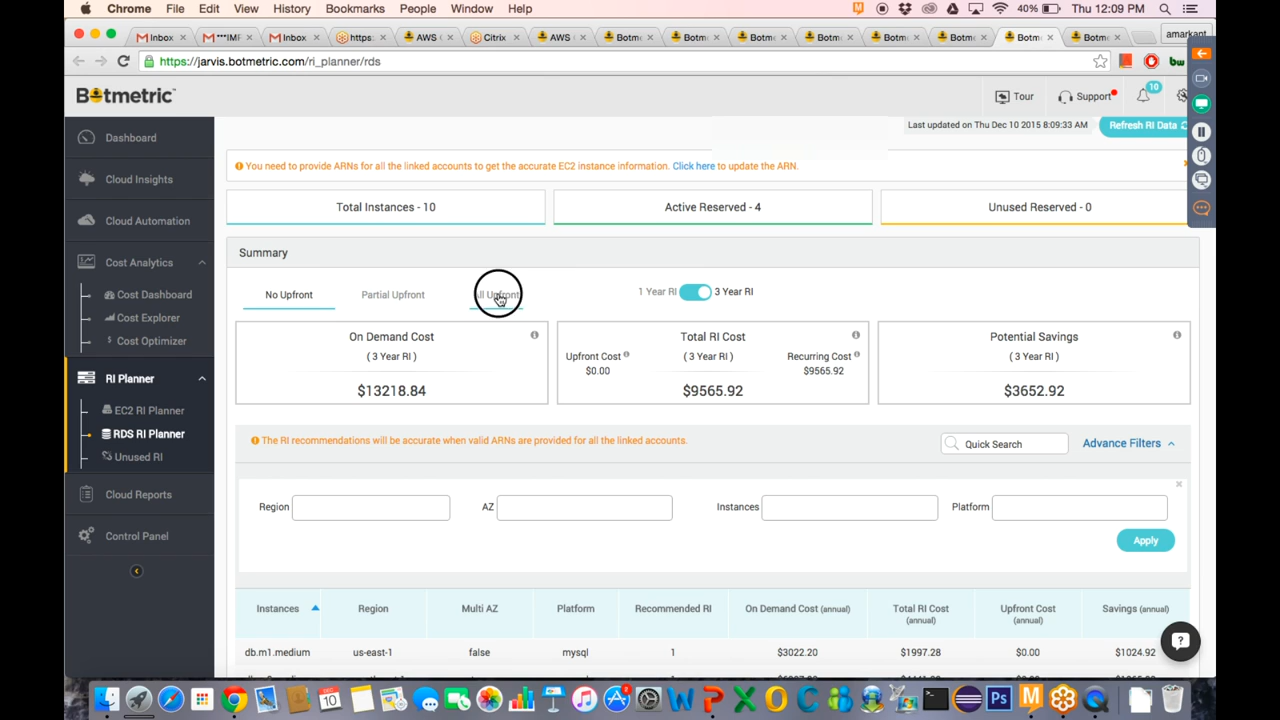 Chrome File Edit View History Bookmarks People Window Help 40% Thu 12:09 PM
Inbox ***IMF Inbox https: AWS Citrix AWS Botm Botm Botm Botm Botm Botm Botm Botm amarkant
https://jarvis.botmetric.com/ri_planner/rds bw
Botmetric Tour Support 10
Last updated on Thu Dec 10 2015 8:09:33 AM Refresh RI Data
Dashboard
Cloud Insights
Cloud Automation
Cost Analytics
Cost Dashboard
Cost Explorer
$ Cost Optimizer
RI Planner
EC2 RI Planner
RDS RI Planner
Unused RI
Cloud Reports
Control Panel
You need to provide ARNs for all the linked accounts to get the accurate EC2 instance information. Click here to update the ARN.
Total Instances - 10 Active Reserved - 4 Unused Reserved - 0
Summary
No Upfront Partial Upfront All Upfront 1 Year RI 3 Year RI
On Demand Cost
( 3 Year RI )
$13218.84
Total RI Cost
Upfront Cost ( 3 Year RI ) Recurring Cost
$0.00 $9565.92
$9565.92
Potential Savings
( 3 Year RI )
$3652.92
The RI recommendations will be accurate when valid ARNs are provided for all the linked accounts. Quick Search Advance Filters
Region AZ Instances Platform
Apply
Instances Region Multi AZ Platform Recommended RI On Demand Cost (annual) Total RI Cost (annual) Upfront Cost (annual) Savings (annual)
db.m1.medium us-east-1 false mysql 1 $3022.20 $1997.28 $0.00 $1024.92